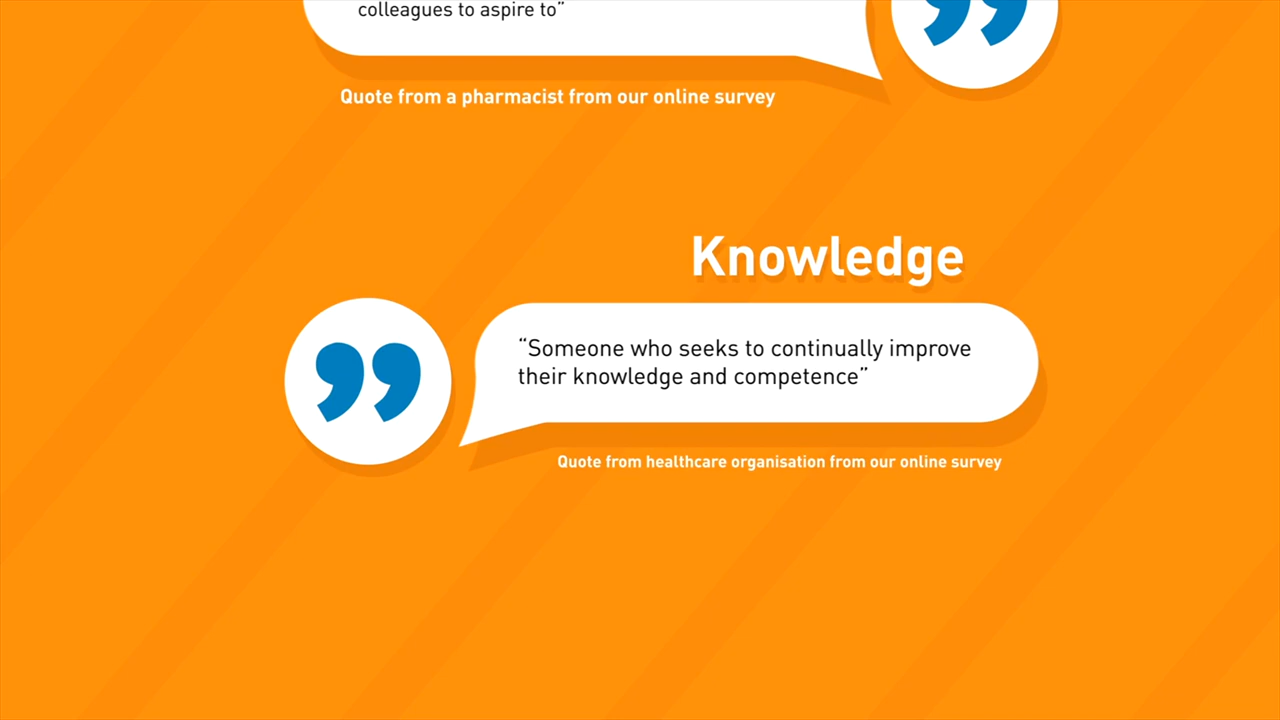 colleagues to aspire to”
Quote from a pharmacist from our online survey
Knowledge
“Someone who seeks to continually improve
their knowledge and competence”
Quote from healthcare organisation from our online survey